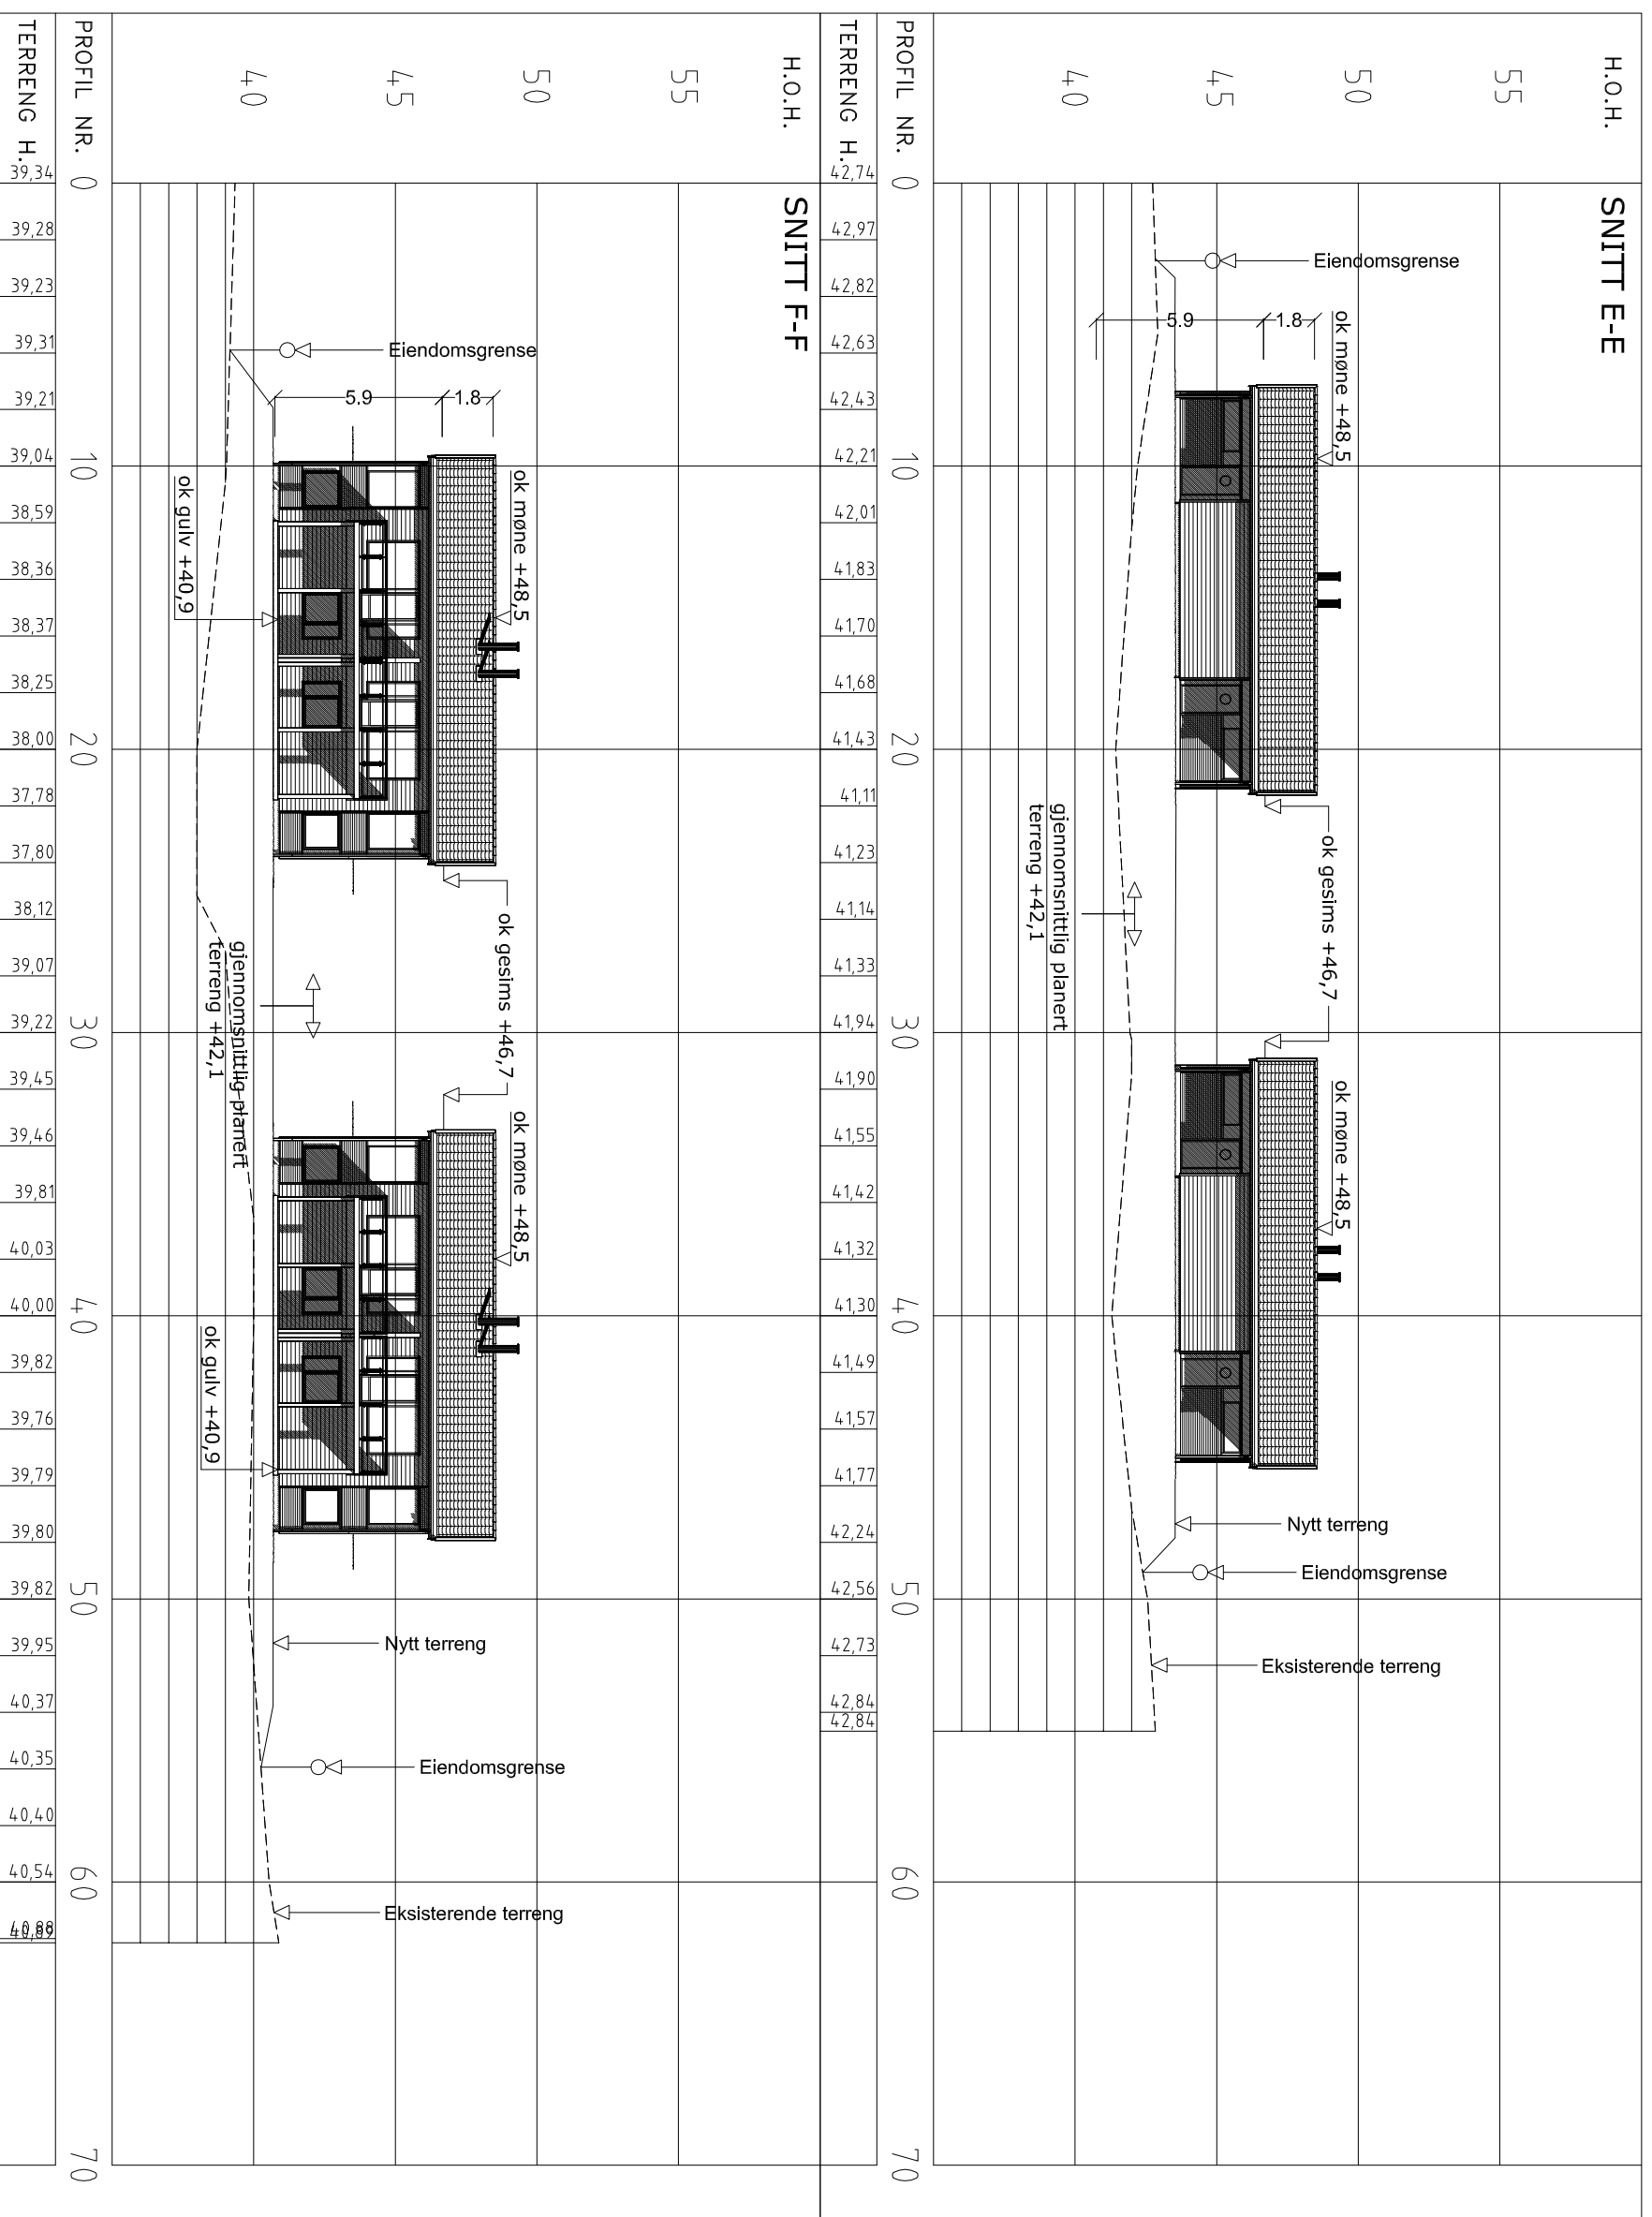 H.O.H.
SNITT E-E
55
50
45
40
Eiendomsgrense
ok møne +48,5
5.9
1.8
ok gesims +46,7
ok møne +48,5
gjennomsnittlig planert
terreng +42,1
Nytt terreng
Eiendomsgrense
Eksisterende terreng
PROFIL NR. 0 10 20 30 40 50 60 70
TERRENG H. 42,74 42,97 42,82 42,63 42,43 42,21 42,01 41,83 41,70 41,68 41,43 41,11 41,23 41,14 41,33 41,94 41,90 41,55 41,42 41,32 41,30 41,49 41,57 41,77 42,24 42,56 42,73 42,84 42,84
H.O.H.
SNITT F-F
55
50
45
40
Eiendomsgrense
5.9
1.8
ok møne +48,5
ok gulv +40,9
ok gesims +46,7
ok møne +48,5
gjennomsnittlig planert
terreng +42,1
ok gulv +40,9
Nytt terreng
Eiendomsgrense
Eksisterende terreng
PROFIL NR. 0 10 20 30 40 50 60 70
TERRENG H. 39,34 39,28 39,23 39,31 39,21 39,04 38,59 38,36 38,37 38,25 38,00 37,78 37,80 38,12 39,07 39,22 39,45 39,46 39,81 40,03 40,00 39,82 39,76 39,79 39,80 39,82 39,95 40,37 40,35 40,40 40,54